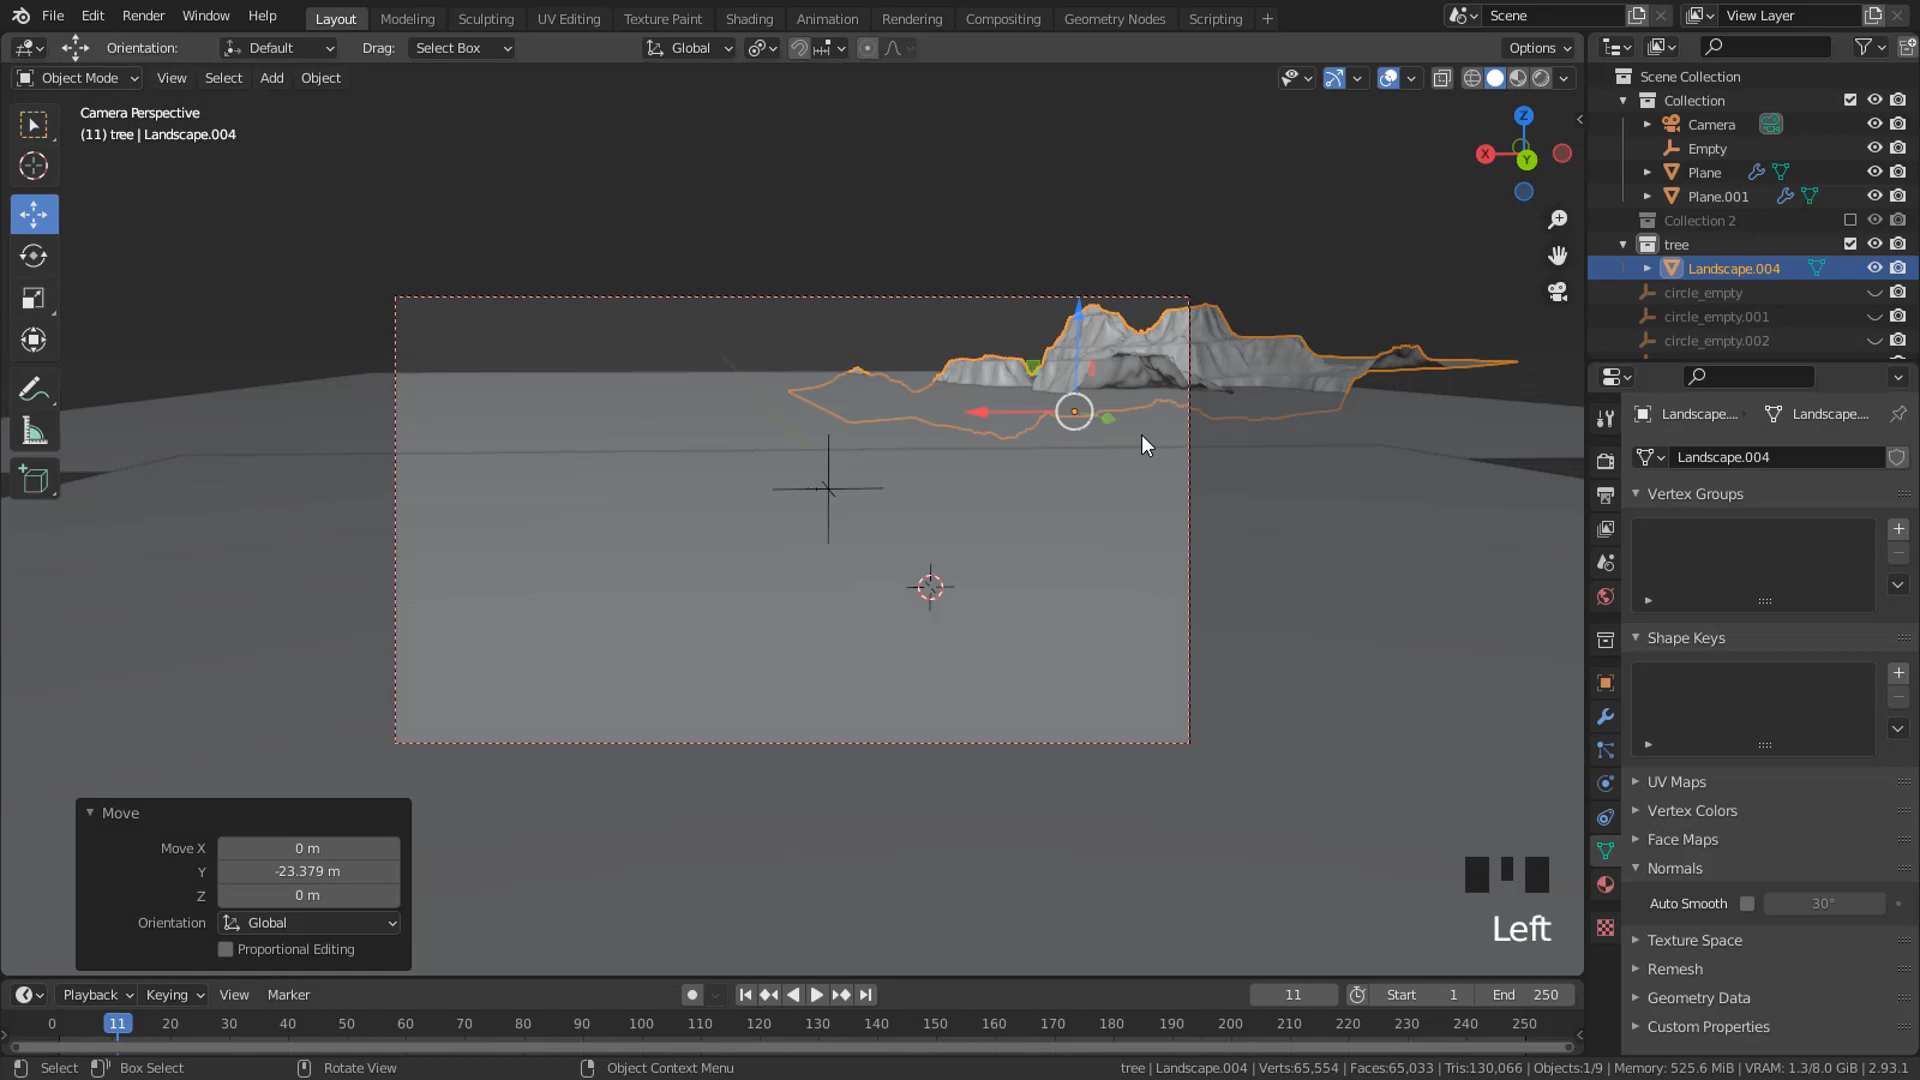 File Edit Render Window Help
Layout Modeling Sculpting UV Editing Texture Paint Shading Animation Rendering Compositing Geometry Nodes Scripting +
Scene
View Layer
Orientation: Default Drag: Select Box
Global
Options
Object Mode View Select Add Object
Camera Perspective
(11) tree | Landscape.004
Z
X
Y
Scene Collection
Collection
Camera
Empty
Plane
Plane.001
Collection 2
tree
Landscape.004
circle_empty
circle_empty.001
circle_empty.002
Landscape.... Landscape....
Landscape.004
Vertex Groups
Shape Keys
UV Maps
Vertex Colors
Face Maps
Normals
Auto Smooth 30°
Texture Space
Remesh
Geometry Data
Custom Properties
Move
Move X 0 m
Y -23.379 m
Z 0 m
Orientation Global
Proportional Editing
Left
Playback Keying View Marker
11 Start 1 End 250
0 11 20 30 40 50 60 70 80 90 100 110 120 130 140 150 160 170 180 190 200 210 220 230 240 250
Select Box Select Rotate View Object Context Menu
tree | Landscape.004 | Verts:65,554 | Faces:65,033 | Tris:130,066 | Objects:1/9 | Memory: 525.6 MiB | VRAM: 1.3/8.0 GiB | 2.93.1